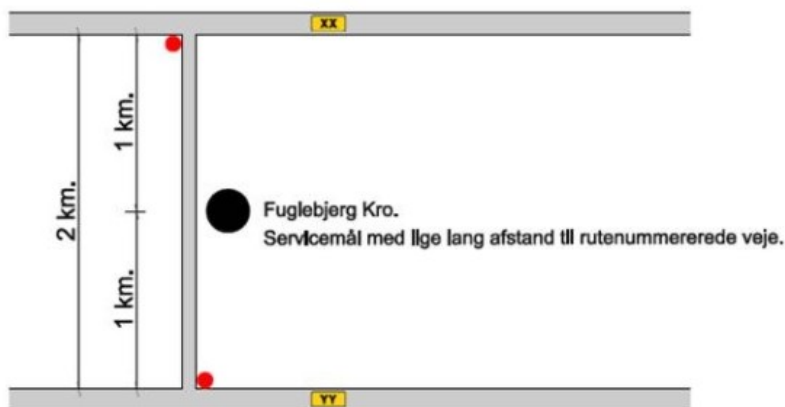 XX
1 km.
2 km.
1 km.
Fuglebjerg Kro.
Servicemål med lige lang afstand til rutenummererede veje.
YY